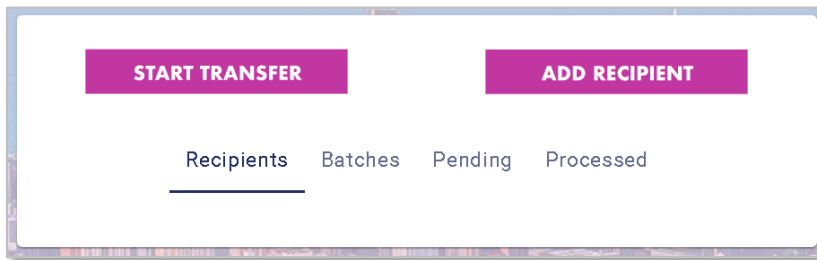 START TRANSFER ADD RECIPIENT
Recipients Batches Pending Processed